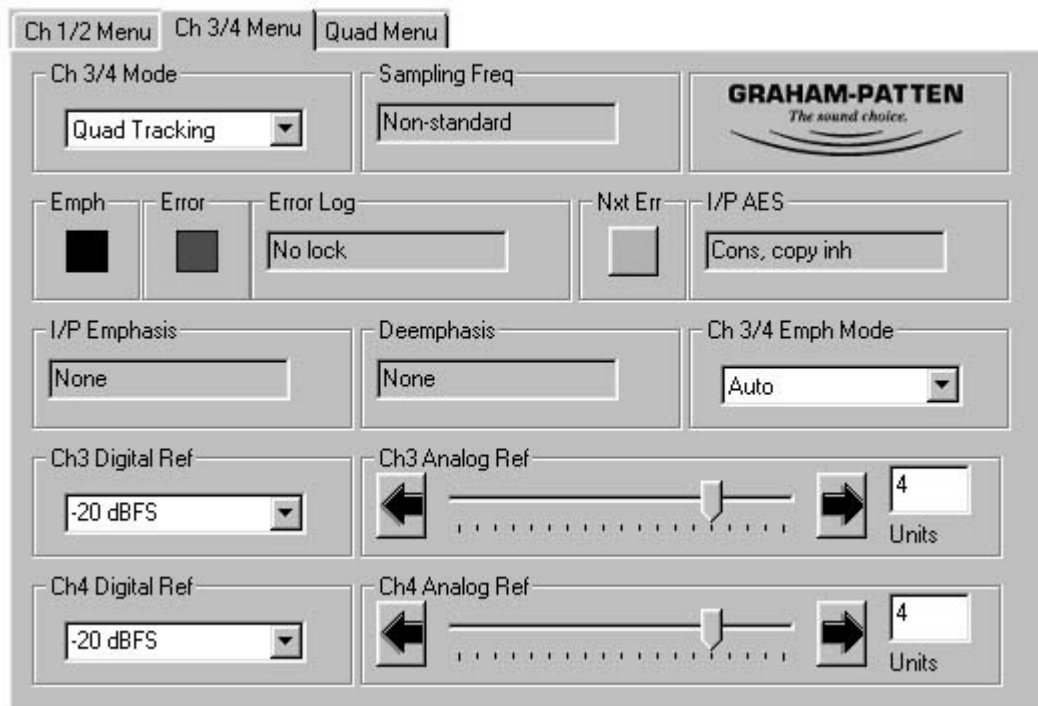 Ch 1/2 Menu
Ch 3/4 Menu
Quad Menu
Ch 3/4 Mode
Quad Tracking
Sampling Freq
Non-standard
GRAHAM-PATTEN
The sound choice.
Emph
Error
Error Log
No lock
Nxt Err
I/P AES
Cons, copy inh
I/P Emphasis
None
Deemphasis
None
Ch 3/4 Emph Mode
Auto
Ch3 Digital Ref
-20 dBFS
Ch3 Analog Ref
4
Units
Ch4 Digital Ref
-20 dBFS
Ch4 Analog Ref
4
Units